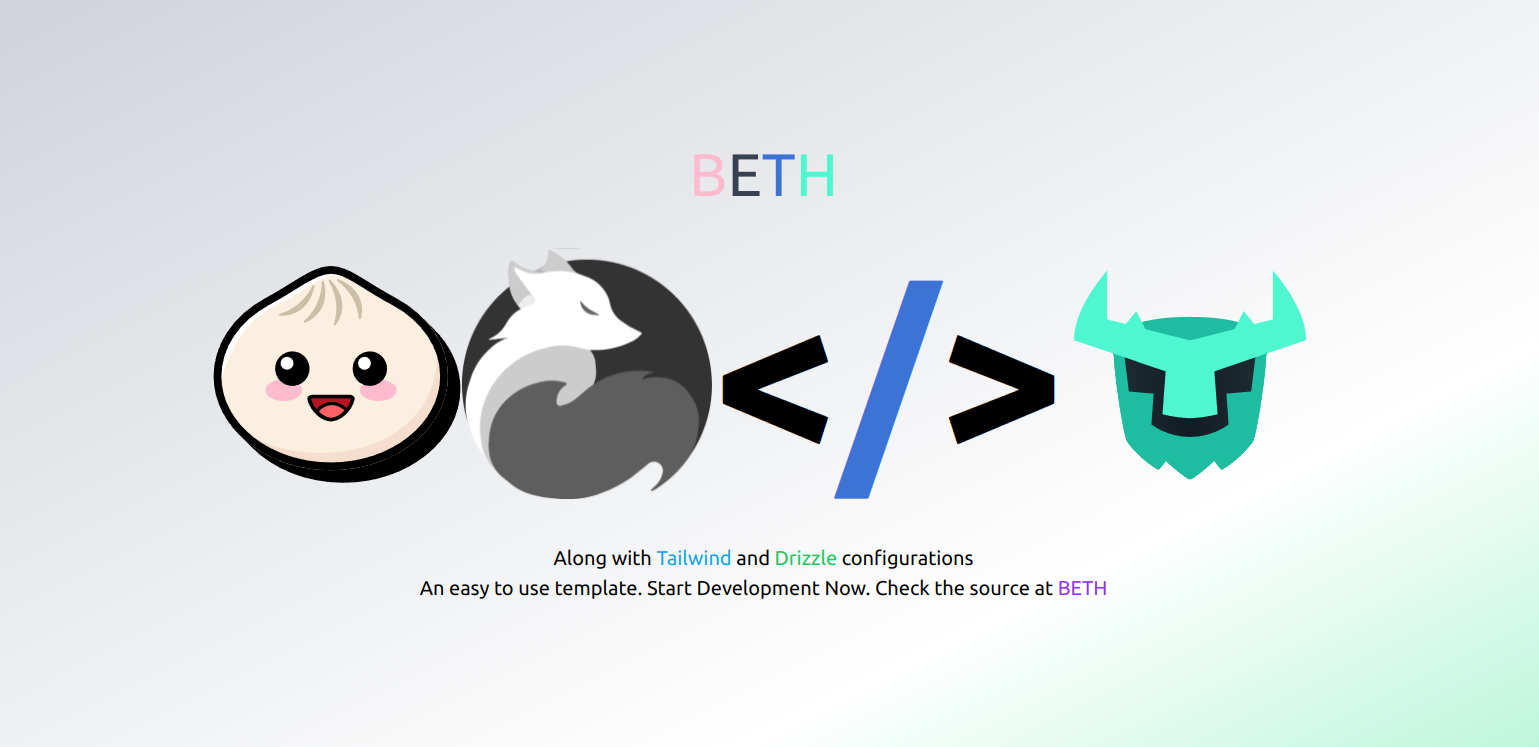 BETH
</>
Along with Tailwind and Drizzle configurations
An easy to use template. Start Development Now. Check the source at BETH